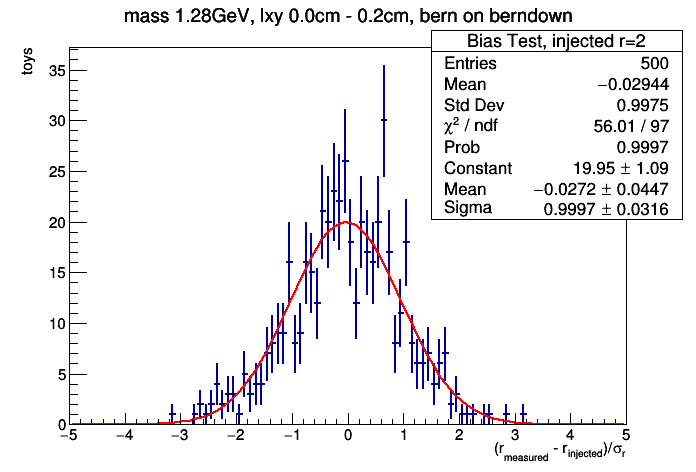 mass 1.28GeV, lxy 0.0cm - 0.2cm, bern on berndown
Bias Test, injected r=2
Entries 500
Mean −0.02944
Std Dev 0.9975
χ² / ndf 56.01 / 97
Prob 0.9997
Constant 19.95 ± 1.09
Mean −0.0272 ± 0.0447
Sigma 0.9997 ± 0.0316
toys
35
30
25
20
15
10
5
0
−5 −4 −3 −2 −1 0 1 2 3 4 5
(r_measured - r_injected)/σ_r